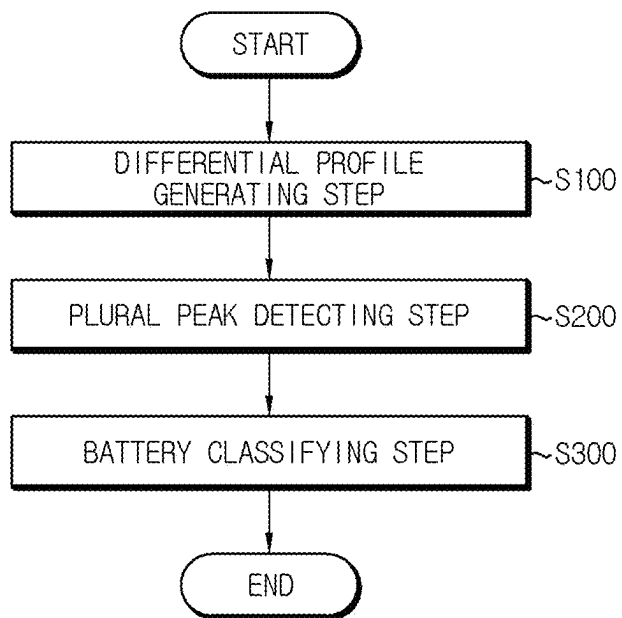 START
DIFFERENTIAL PROFILE
GENERATING STEP
S100
PLURAL PEAK DETECTING STEP
S200
BATTERY CLASSIFYING STEP
S300
END